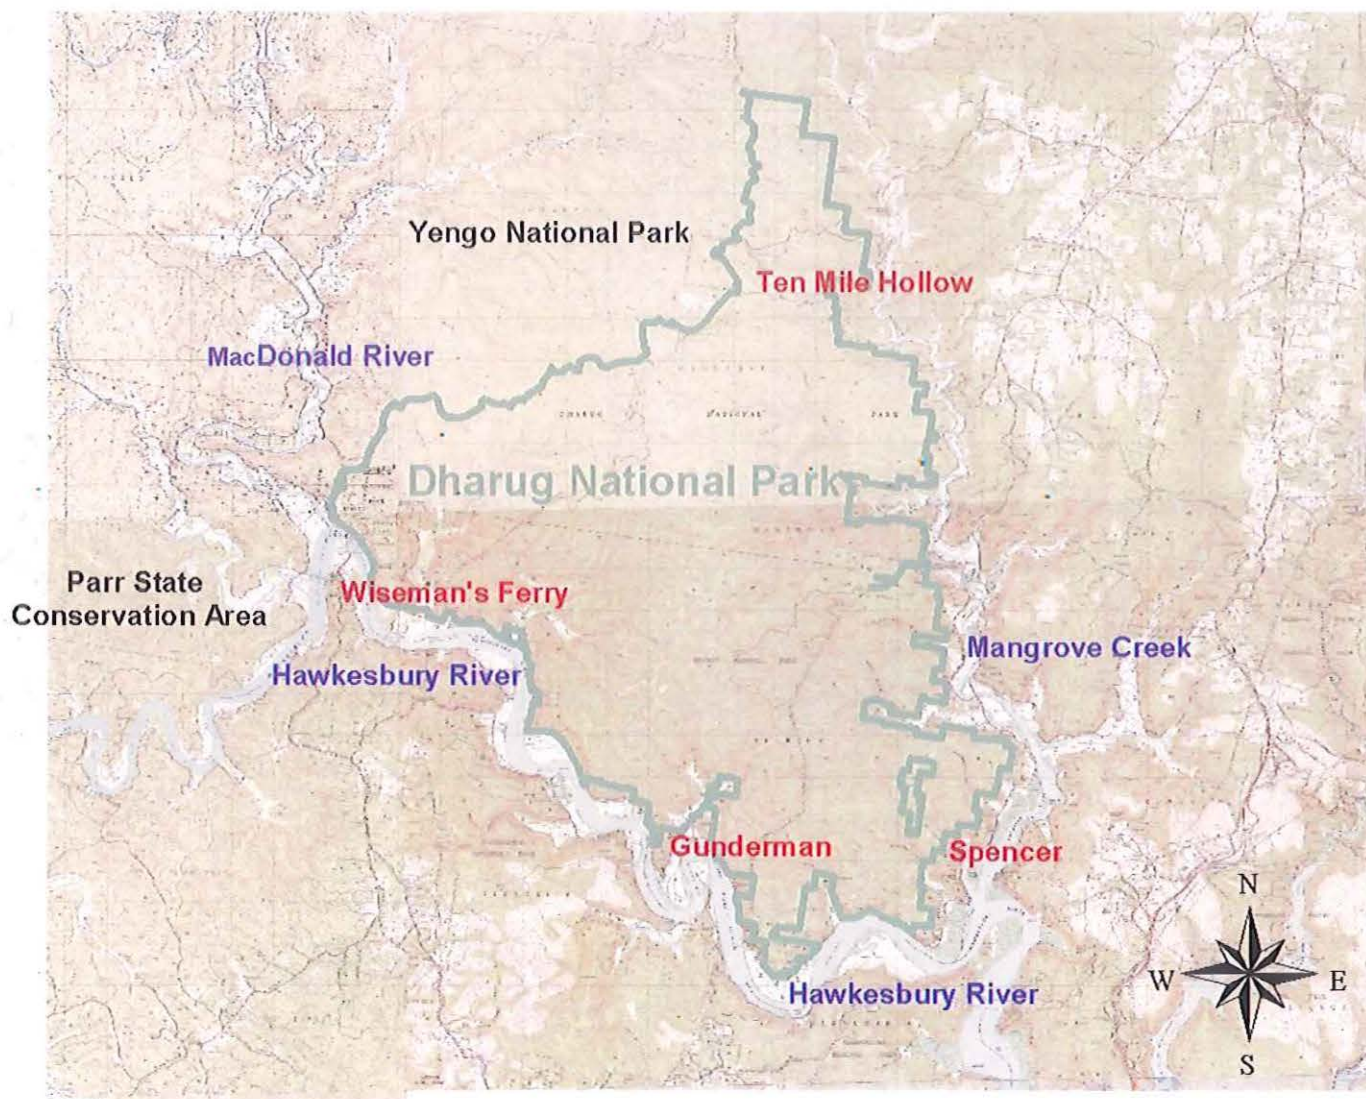 Yengo National Park
Ten Mile Hollow
MacDonald River
Dharug National Park
Parr State
Conservation Area
Wiseman's Ferry
Hawkesbury River
Mangrove Creek
Gunderman
Spencer
Hawkesbury River
N
W
E
S